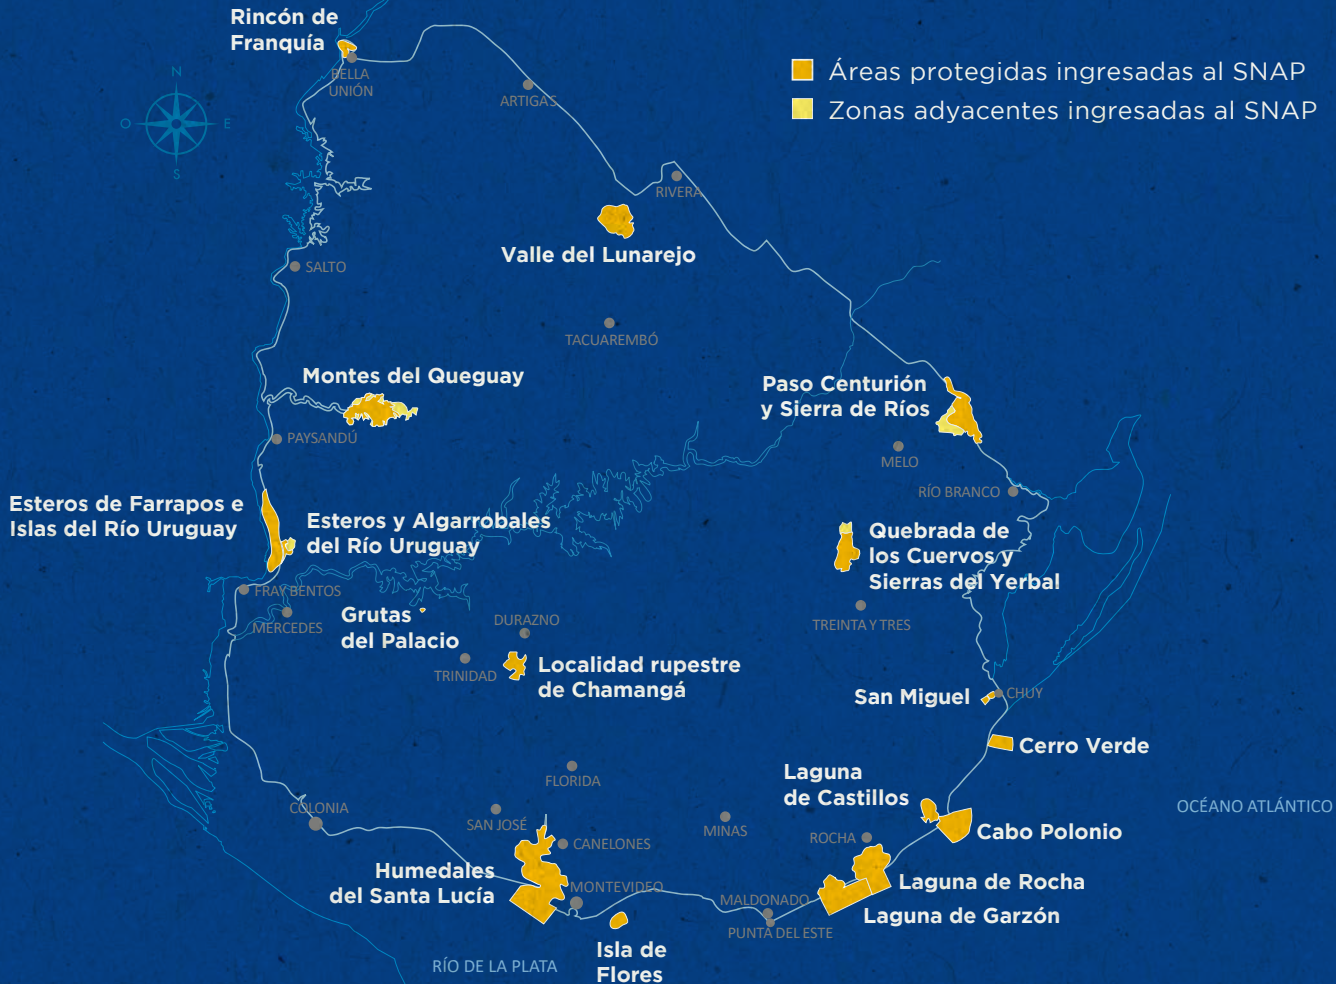 Rincón de
Franquía
BELLA
UNIÓN
ARTIGAS
Áreas protegidas ingresadas al SNAP
Zonas adyacentes ingresadas al SNAP
N
O
E
S
RIVERA
Valle del Lunarejo
SALTO
TACUAREMBÓ
Montes del Queguay
PAYSANDÚ
Paso Centurión
y Sierra de Ríos
MELO
RÍO BRANCO
Esteros de Farrapos e
Islas del Río Uruguay
Esteros y Algarrobales
del Río Uruguay
Quebrada de
los Cuervos y
Sierras del Yerbal
FRAY BENTOS
MERCEDES
Grutas
del Palacio
DURAZNO
TRINIDAD
TREINTA Y TRES
Localidad rupestre
de Chamangá
San Miguel
CHUY
Cerro Verde
FLORIDA
Laguna
de Castillos
OCÉANO ATLÁNTICO
COLONIA
SAN JOSÉ
CANELONES
MINAS
ROCHA
Cabo Polonio
Humedales
del Santa Lucía
MONTEVIDEO
MALDONADO
PUNTA DEL ESTE
Laguna de Rocha
Laguna de Garzón
Isla de
Flores
RÍO DE LA PLATA